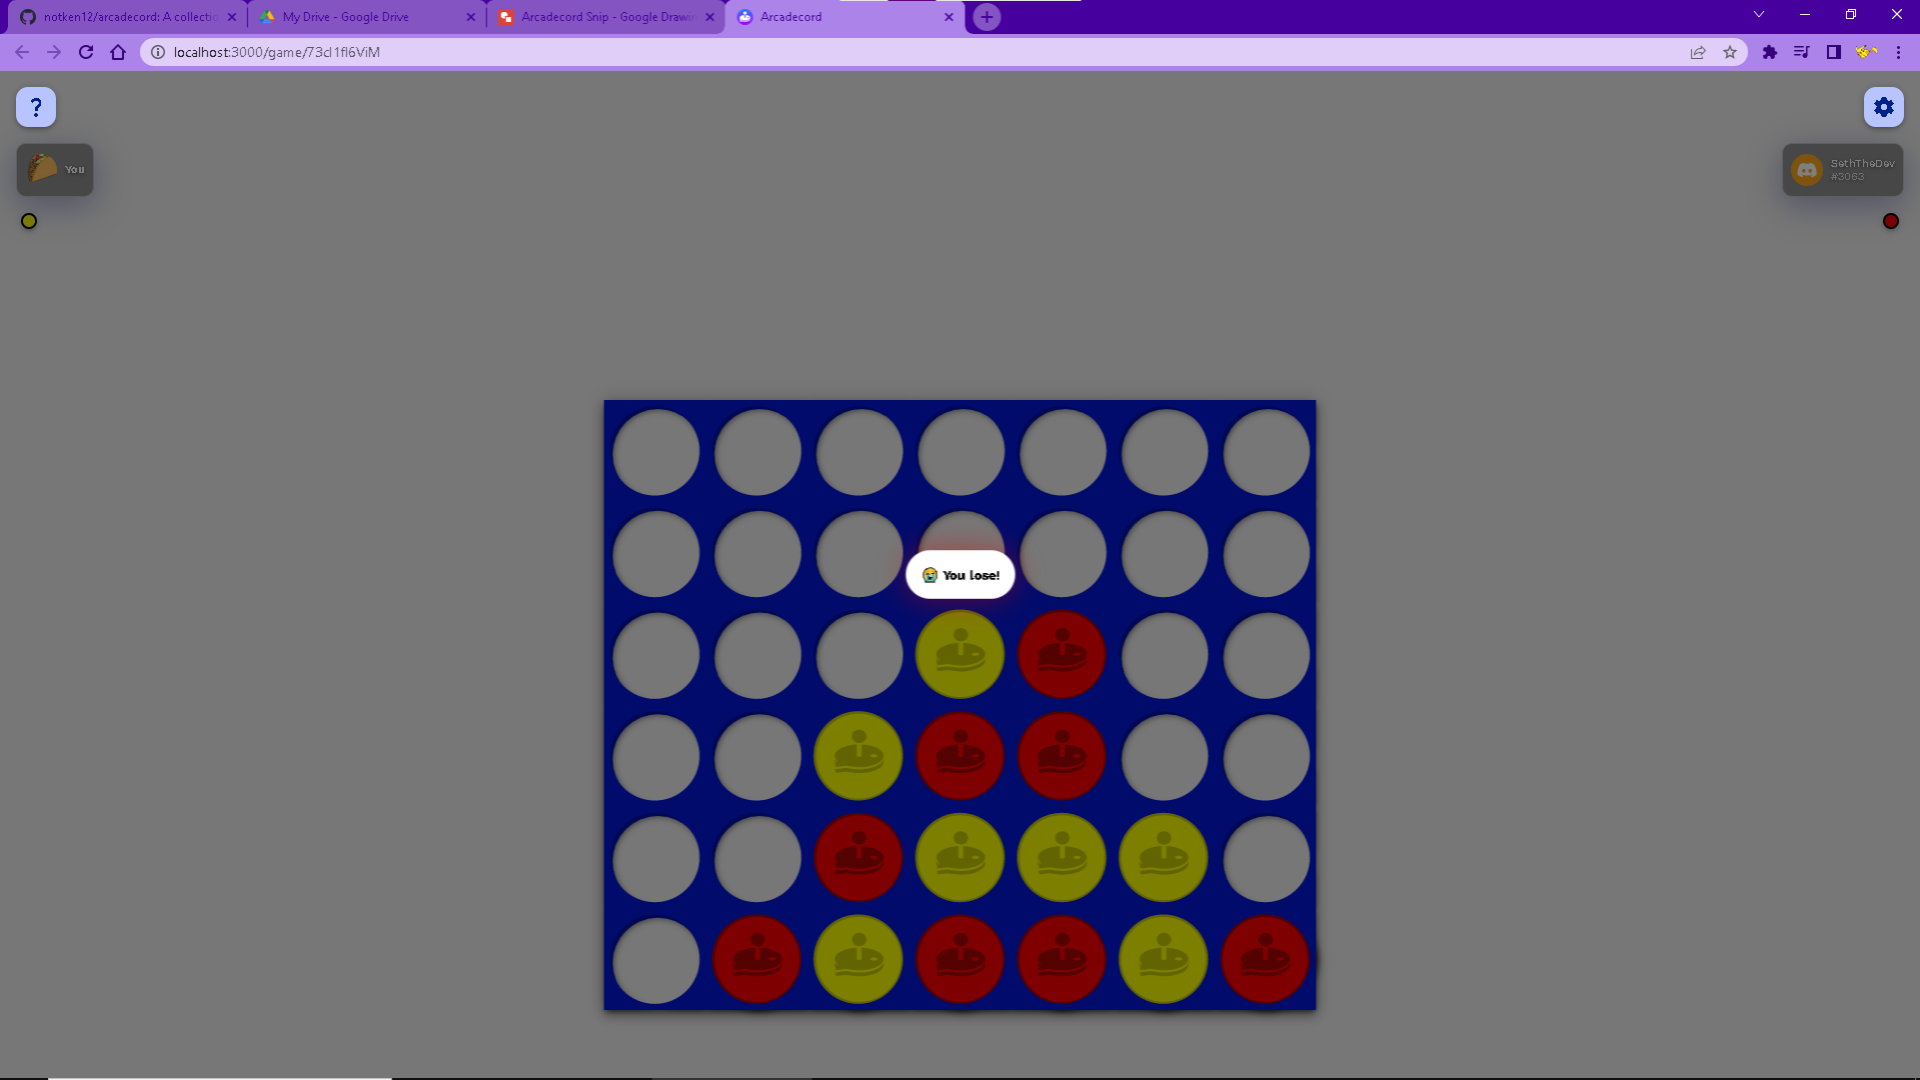 notken12/arcadecord: A collectio
My Drive - Google Drive
Arcadecord Snip - Google Drawin
Arcadecord
localhost:3000/game/73cl1fl6ViM
?
You
SethTheDev
#3063
😭 You lose!